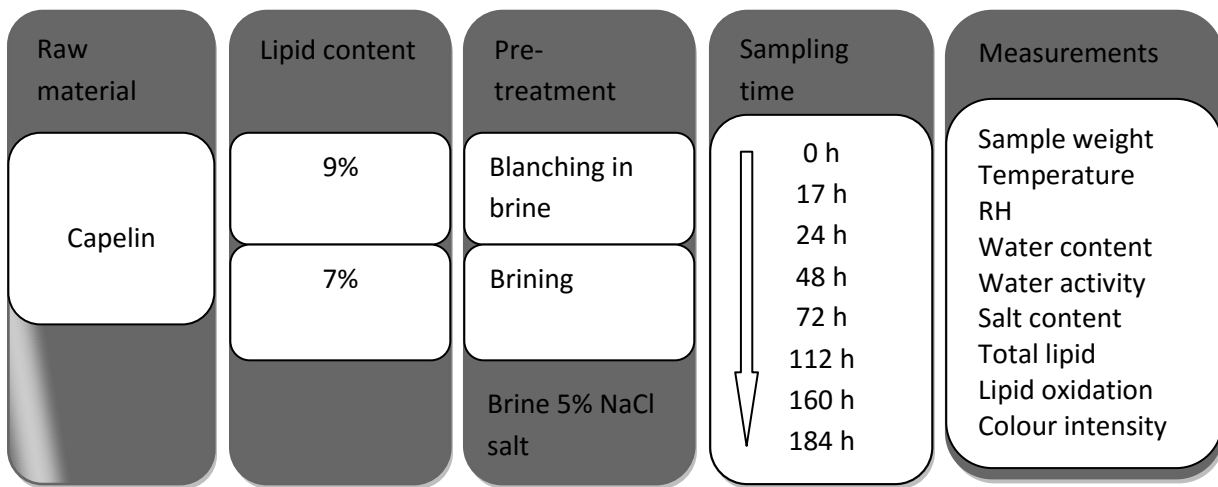 Raw
material
Capelin
Lipid content
9%
7%
Pre-
treatment
Blanching in
brine
Brining
Brine 5% NaCl
salt
Sampling
time
0 h
17 h
24 h
48 h
72 h
112 h
160 h
184 h
Measurements
Sample weight
Temperature
RH
Water content
Water activity
Salt content
Total lipid
Lipid oxidation
Colour intensity